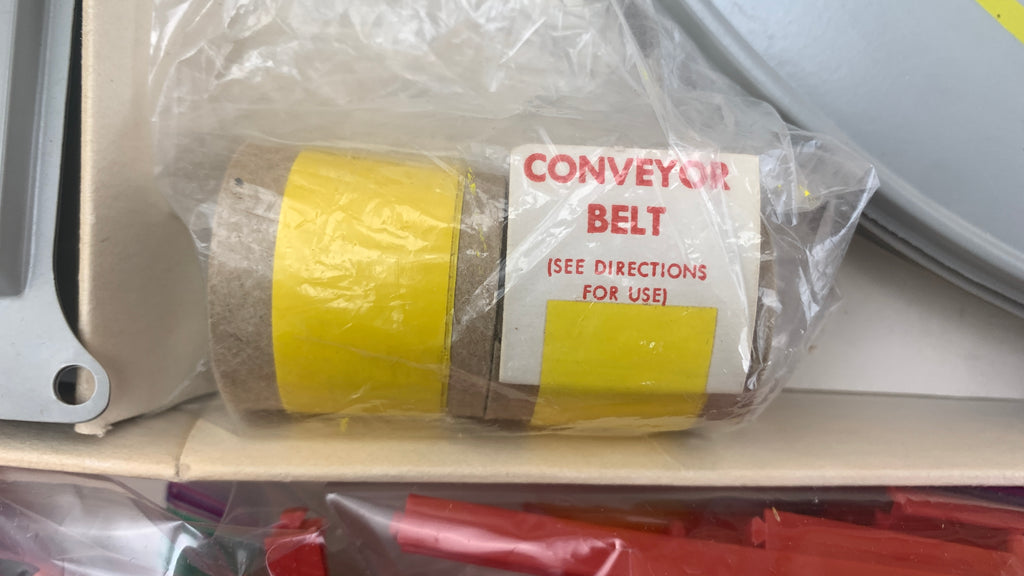 CONVEYOR
BELT
(SEE DIRECTIONS
FOR USE)